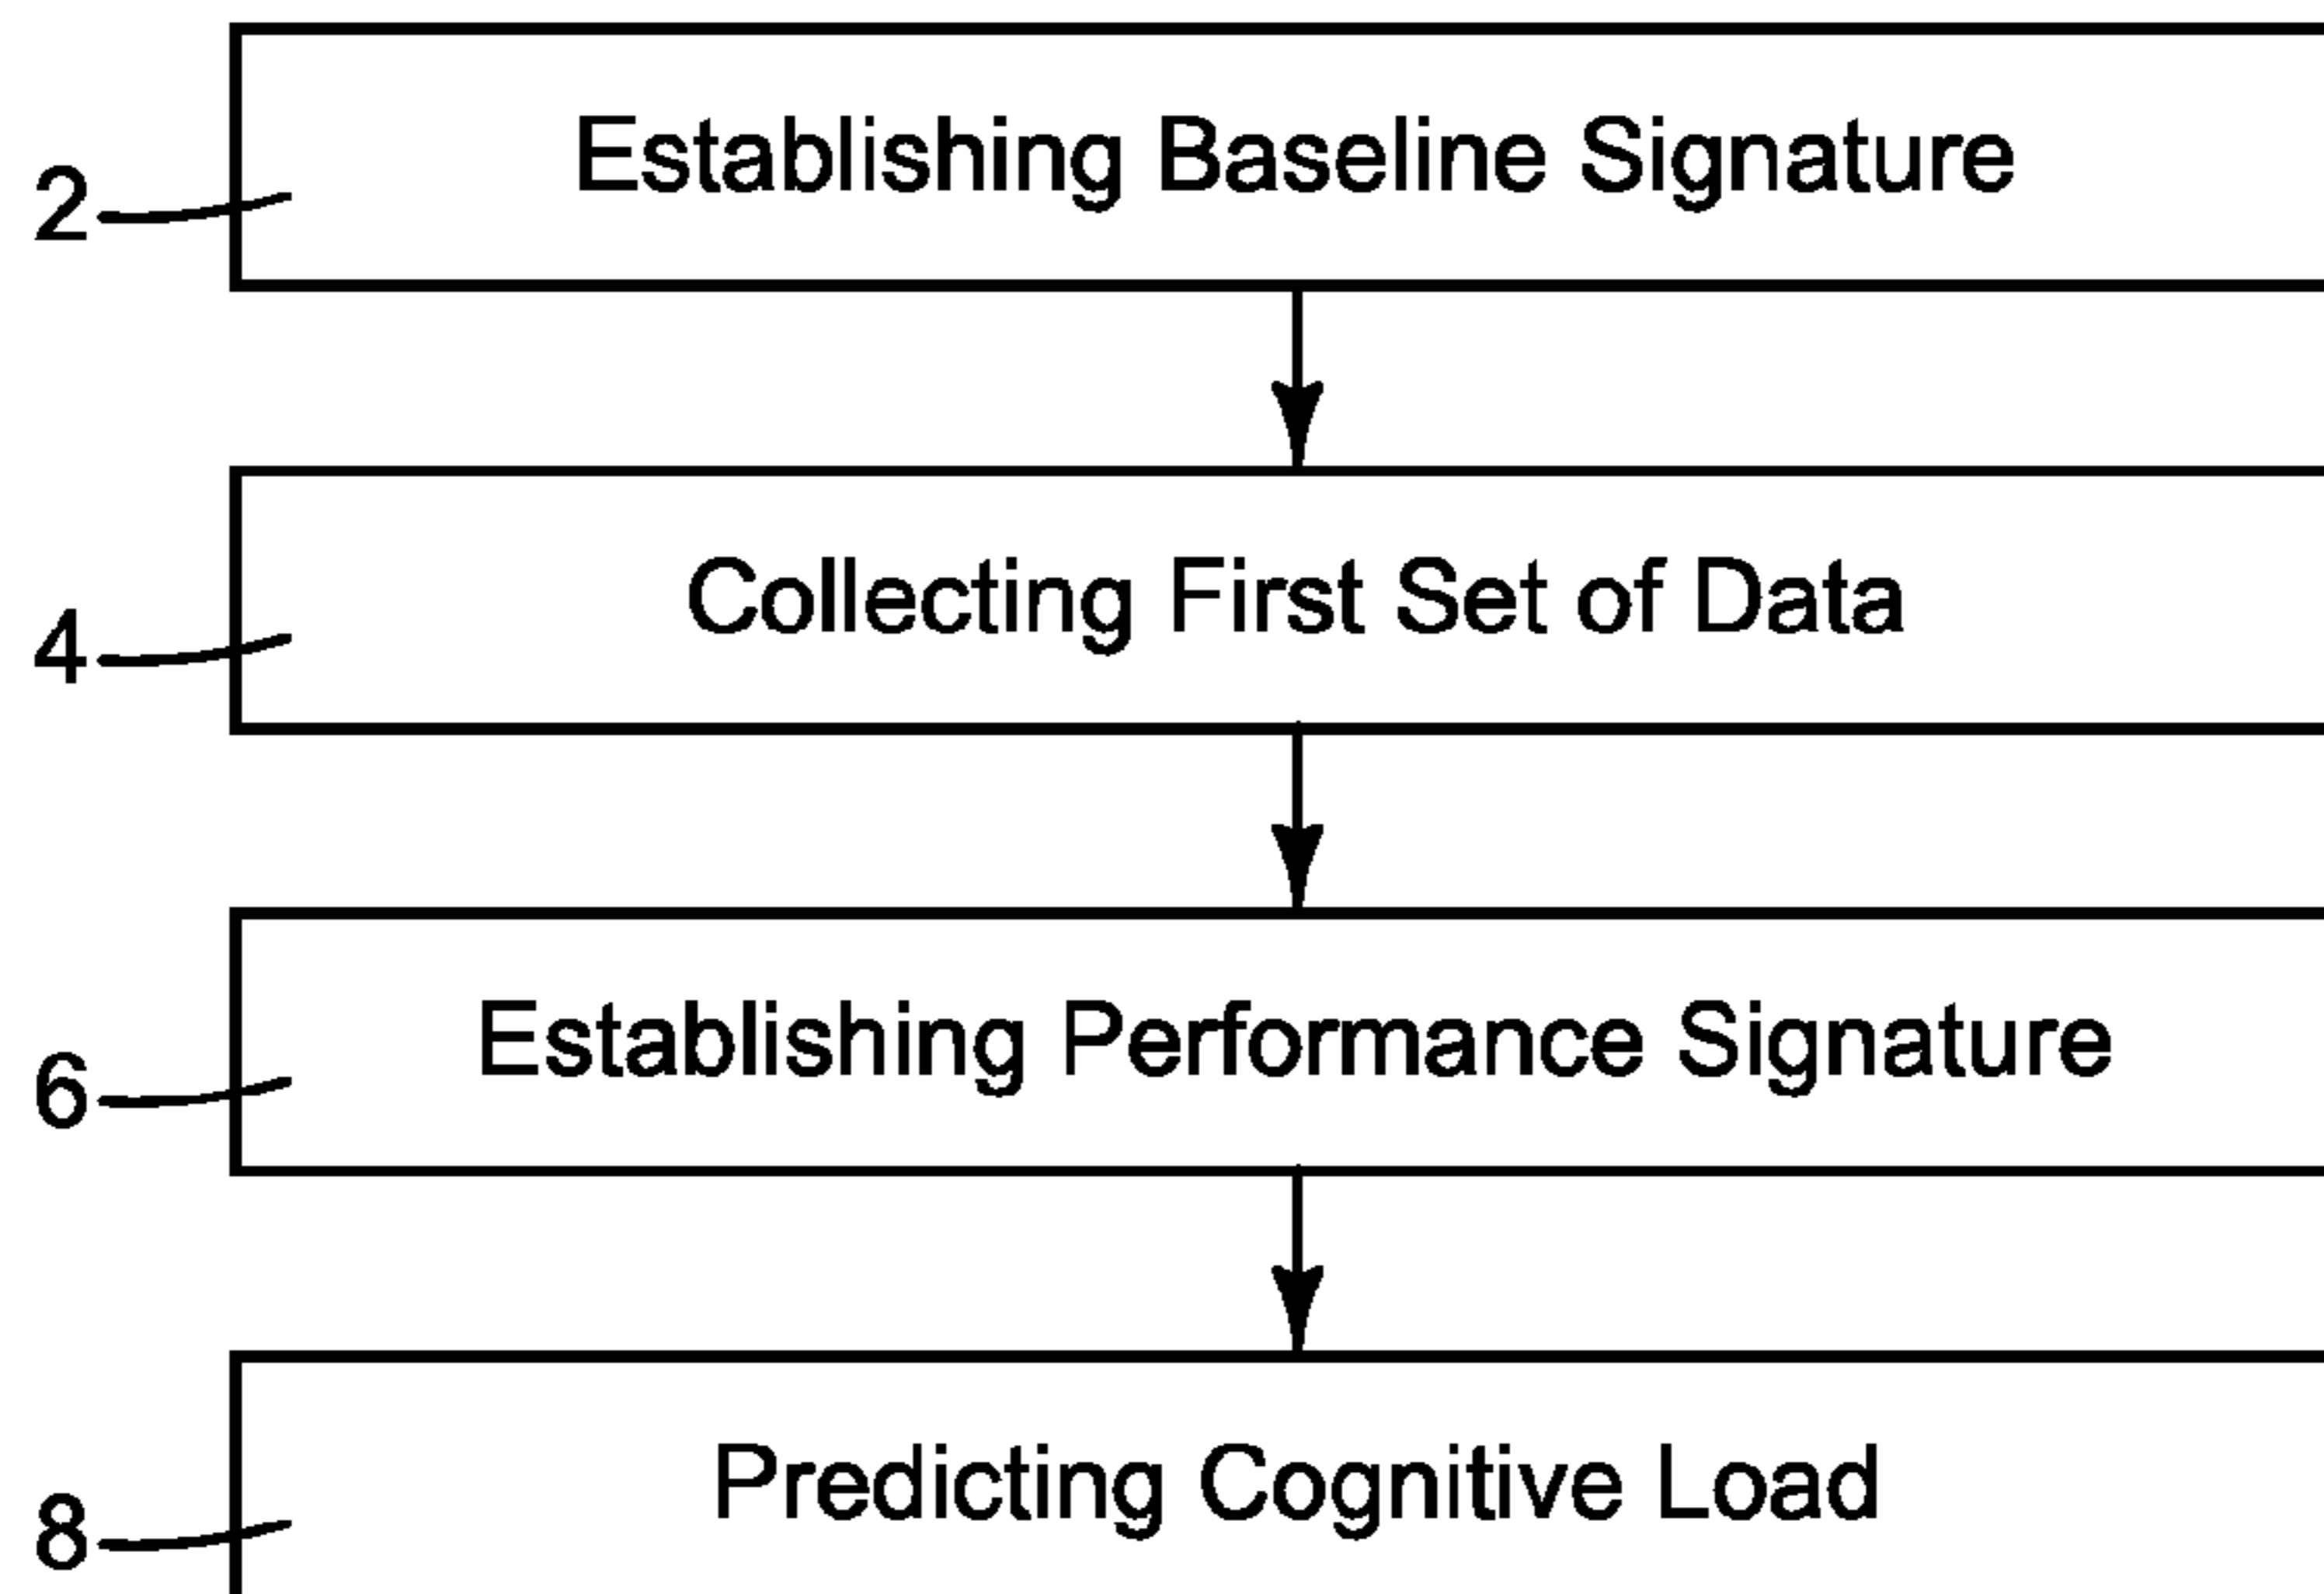 Establishing Baseline Signature
2
Collecting First Set of Data
4
Establishing Performance Signature
6
Predicting Cognitive Load
8